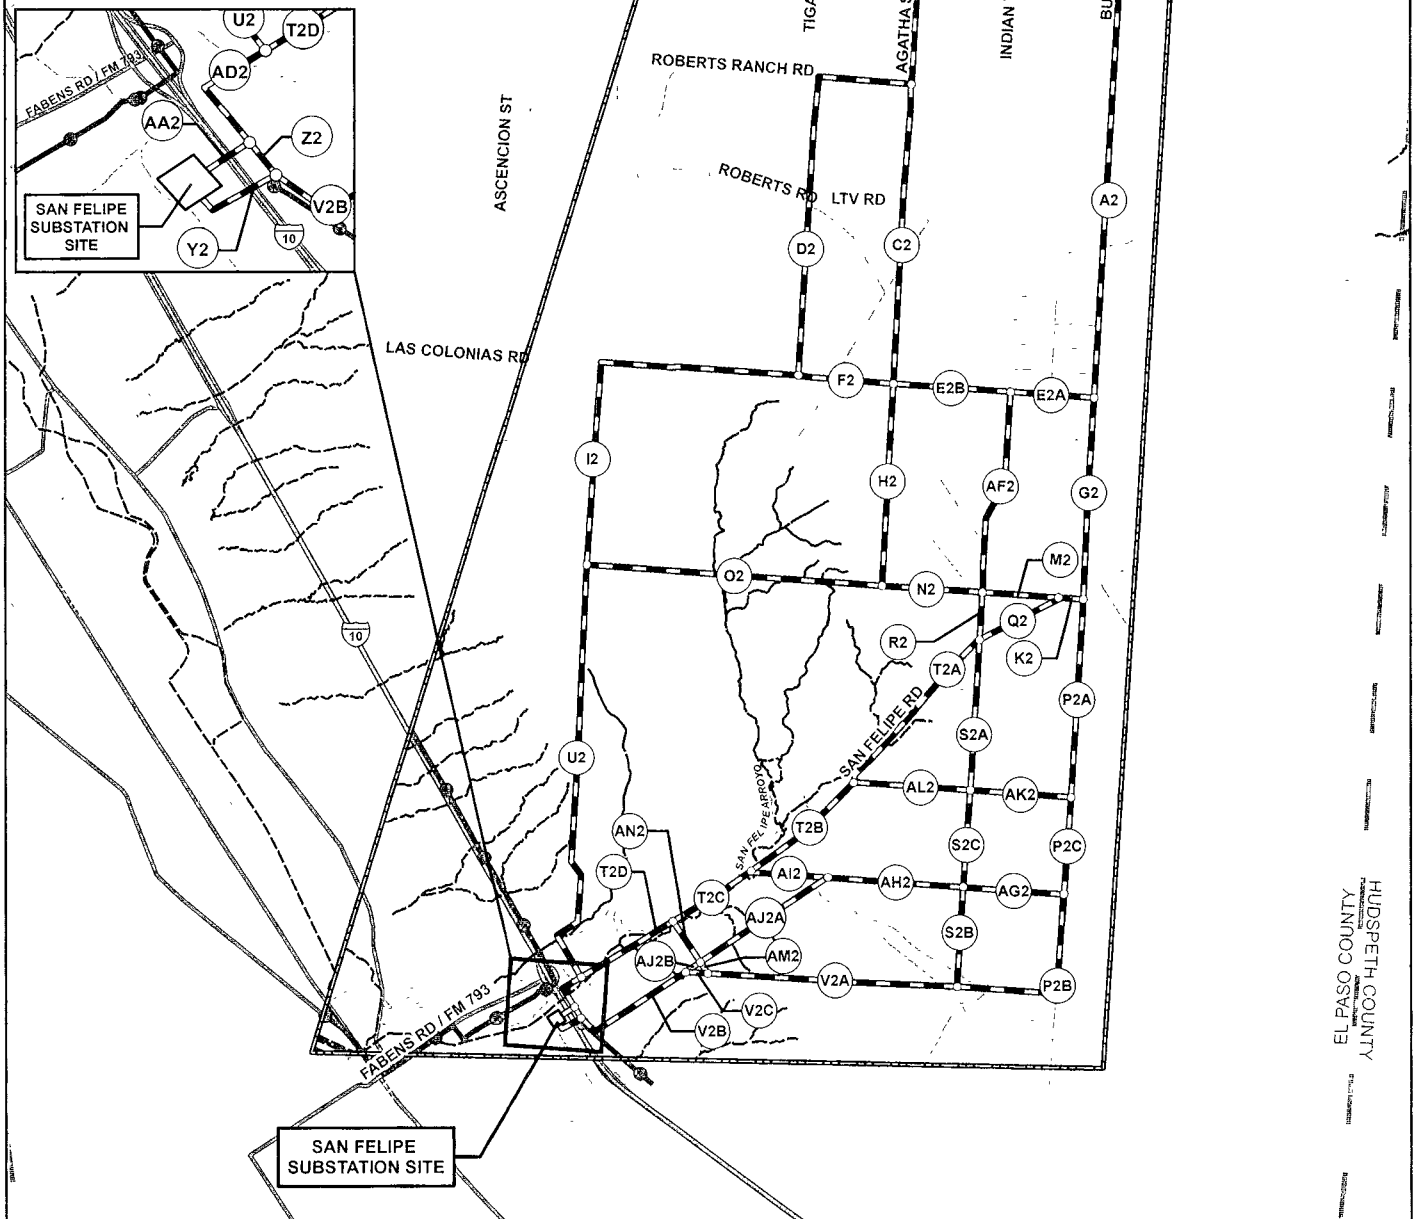 U2
T2D
AD2
FABENS RD / FM 793
AA2
Z2
SAN FELIPE
SUBSTATION
SITE
V2B
Y2
10
ASCENCION ST
ROBERTS RANCH RD
AGATHA
INDIAN
ROBERTS RD
LTV RD
A2
D2
C2
LAS COLONIAS RD
F2
E2B
E2A
I2
H2
AF2
G2
M2
O2
N2
Q2
10
R2
K2
T2A
P2A
SAN FELIPE RD
S2A
U2
AL2
AK2
SAN FELIPE ARROYO
AN2
T2B
S2C
P2C
T2D
AI2
AH2
AG2
T2C
AJ2A
S2B
AJ2B
AM2
V2A
P2B
V2C
V2B
FABENS RD / FM 793
HUDSPETH COUNTY
EL PASO COUNTY
SAN FELIPE
SUBSTATION SITE